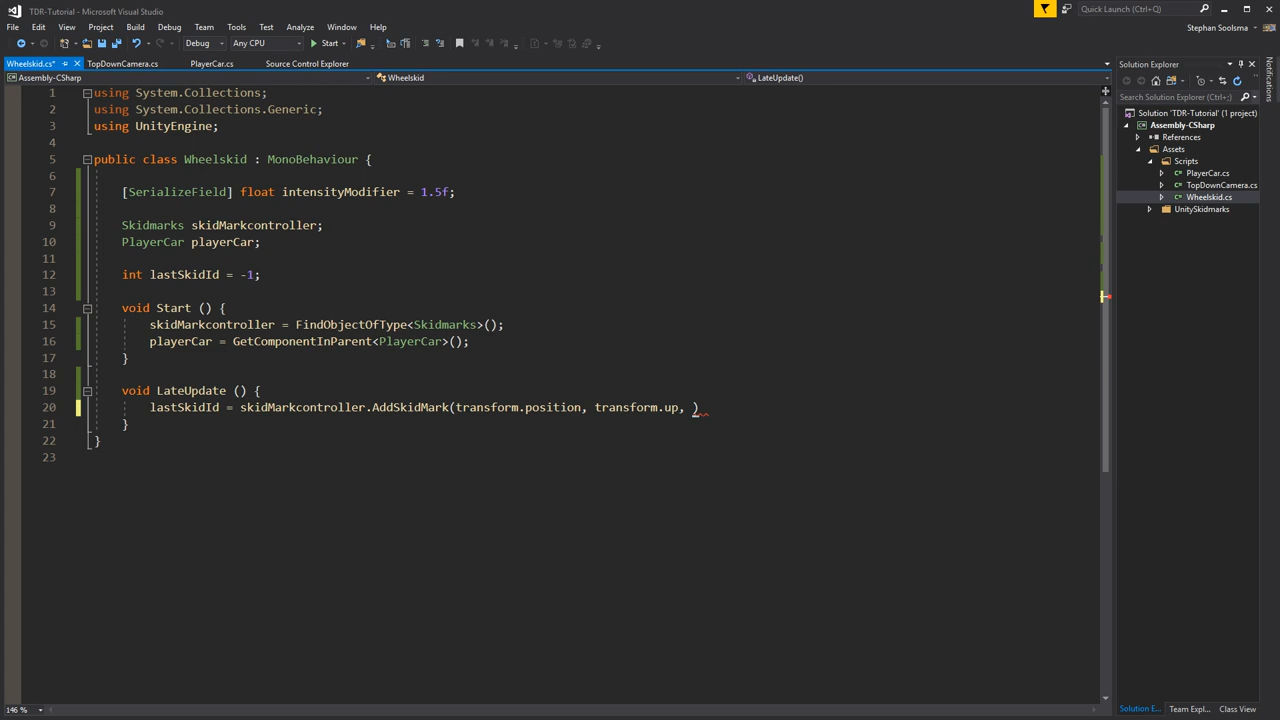 TDR-Tutorial - Microsoft Visual Studio
Quick Launch (Ctrl+Q)
File Edit View Project Build Debug Team Tools Test Analyze Window Help
Stephan Soolsma
Debug Any CPU Start
Wheelskid.cs* TopDownCamera.cs PlayerCar.cs Source Control Explorer
Assembly-CSharp Wheelskid LateUpdate()
1 using System.Collections;
2 using System.Collections.Generic;
3 using UnityEngine;
4
5 public class Wheelskid : MonoBehaviour {
6
7 [SerializeField] float intensityModifier = 1.5f;
8
9 Skidmarks skidMarkcontroller;
10 PlayerCar playerCar;
11
12 int lastSkidId = -1;
13
14 void Start () {
15 skidMarkcontroller = FindObjectOfType<Skidmarks>();
16 playerCar = GetComponentInParent<PlayerCar>();
17 }
18
19 void LateUpdate () {
20 lastSkidId = skidMarkcontroller.AddSkidMark(transform.position, transform.up, )
21 }
22 }
23
146 %
Solution Explorer
Search Solution Explorer (Ctrl+;)
Solution 'TDR-Tutorial' (1 project)
Assembly-CSharp
References
Assets
Scripts
PlayerCar.cs
TopDownCamera.cs
Wheelskid.cs
UnitySkidmarks
Solution E... Team Expl... Class View
Notifications